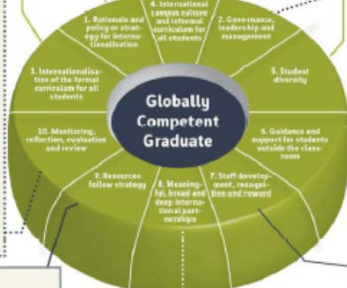 4. International
campus culture
and informal
curriculum for
all students
1. Rationale and
policy or strat-
egy for interna-
tionalisation
2. Governance,
leadership and
management
3. Internationalisa-
tion of the formal
curriculum for all
students
5. Student
diversity
Globally
Competent
Graduate
10. Monitoring,
reflection, evaluation
and review
6. Guidance and
support for students
outside the class-
room
9. Resources
follow strategy
8. Meaning-
ful, broad and
deep interna-
tional part-
nerships
7. Staff develop-
ment, recogni-
tion and reward